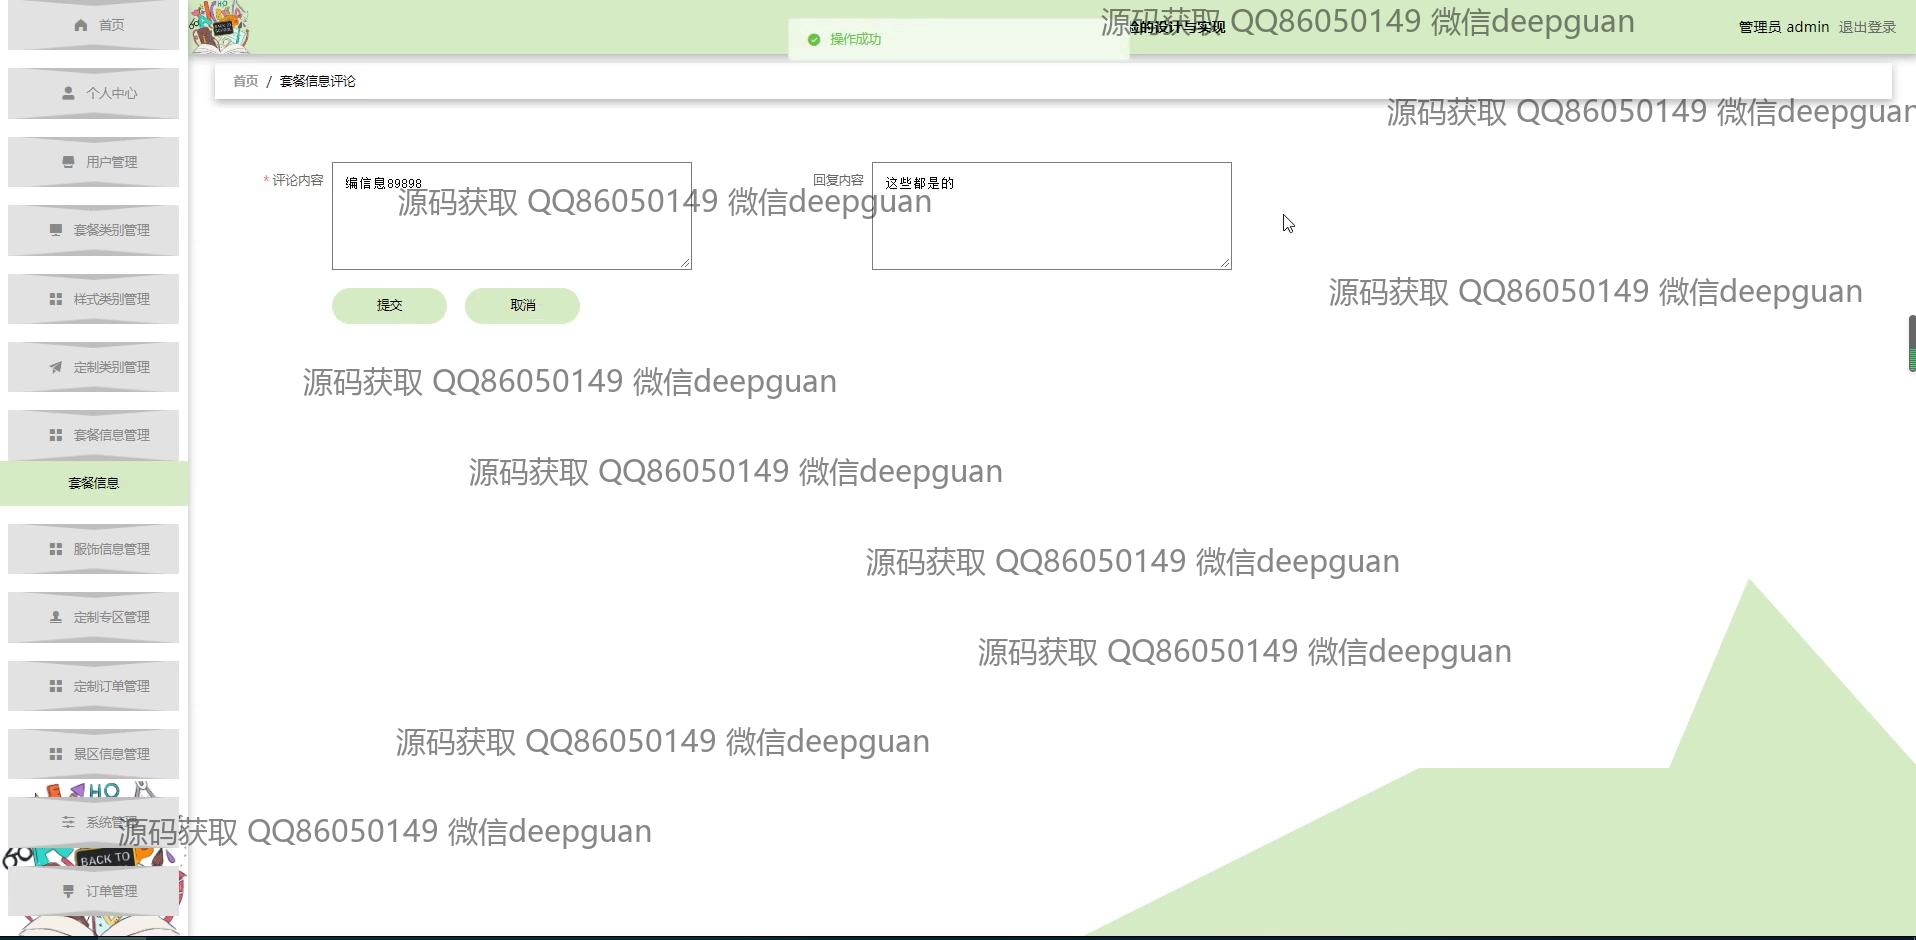 首页
个人中心
用户管理
套餐类别管理
样式类别管理
定制类别管理
套餐信息管理
套餐信息
服饰信息管理
定制专区管理
定制订单管理
景区信息管理
系统管理
订单管理
HO
BACK TO
操作成功
的设计与实现
管理员 admin
退出登录
首页 / 套餐信息评论
* 评论内容
编信息89898
回复内容
这些都是的
提交
取消
源码获取 QQ86050149 微信deepguan
源码获取 QQ86050149 微信deepguan
源码获取 QQ86050149 微信deepguan
源码获取 QQ86050149 微信deepguan
源码获取 QQ86050149 微信deepguan
源码获取 QQ86050149 微信deepguan
源码获取 QQ86050149 微信deepguan
源码获取 QQ86050149 微信deepguan
源码获取 QQ86050149 微信deepguan
源码获取 QQ86050149 微信deepguan